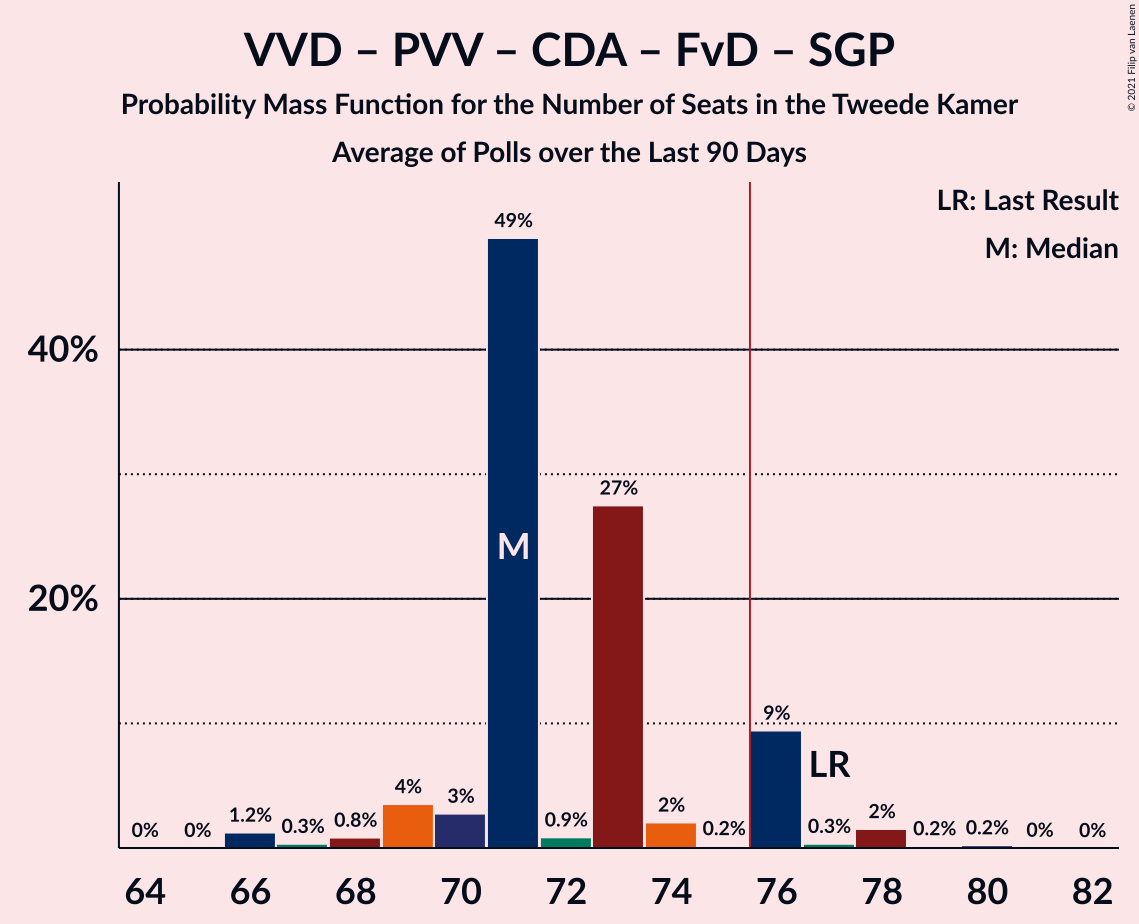 VVD – PVV – CDA – FvD – SGP
Probability Mass Function for the Number of Seats in the Tweede Kamer
Average of Polls over the Last 90 Days
© 2021 Filip van Laenen
LR: Last Result
M: Median
40%
20%
0%
0%
1.2%
0.3%
0.8%
4%
3%
49%
M
0.9%
27%
2%
0.2%
9%
LR
0.3%
2%
0.2%
0.2%
0%
0%
64 66 68 70 72 74 76 78 80 82